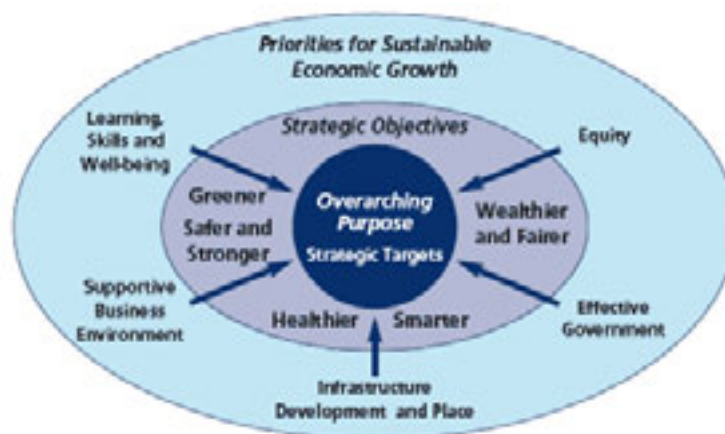 Priorities for Sustainable
Economic Growth
Learning,
Skills and
Well-being
Strategic Objectives
Equity
Greener
Safer and
Stronger
Overarching
Purpose
Strategic Targets
Wealthier
and Fairer
Supportive
Business
Environment
Healthier
Smarter
Effective
Government
Infrastructure
Development and Place